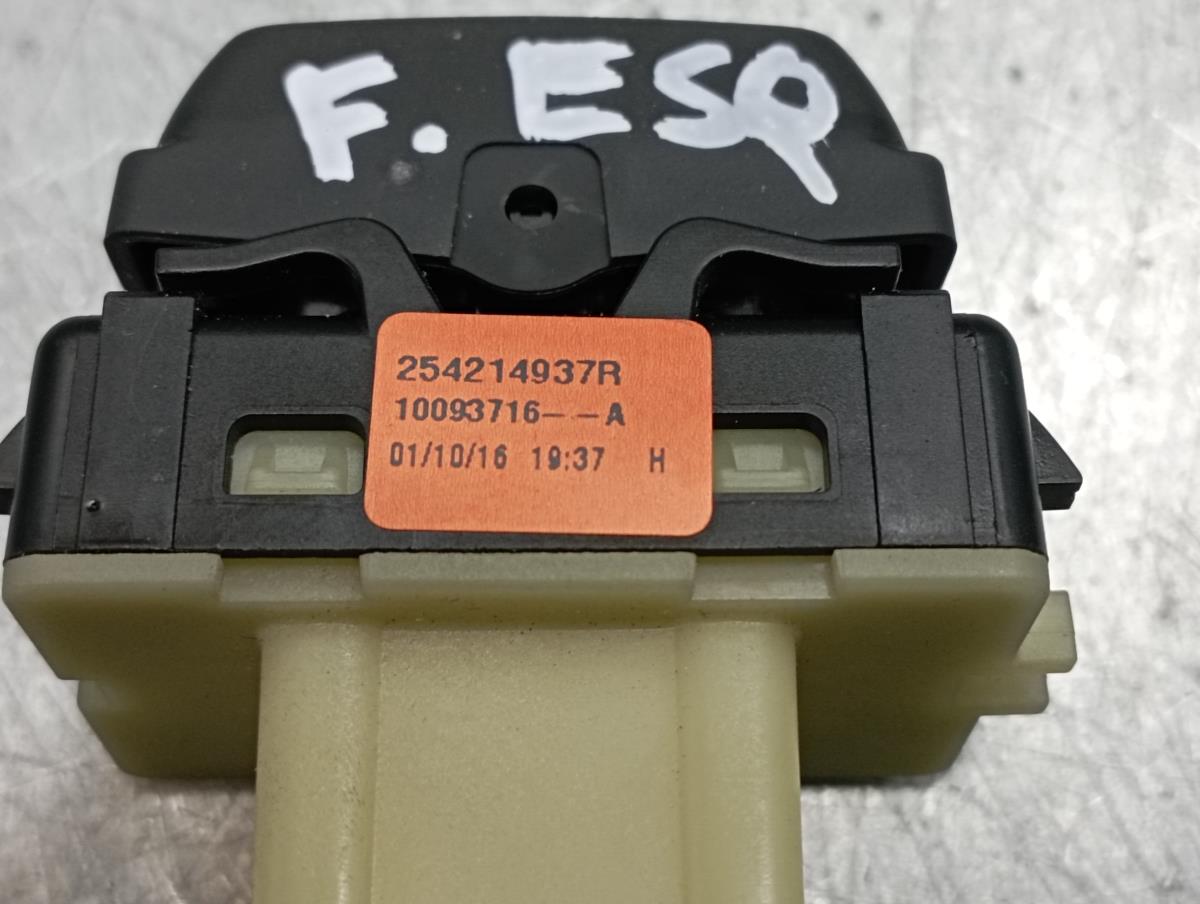 F. ESQ
254214937R
10093716--A
01/10/16 19:37 H